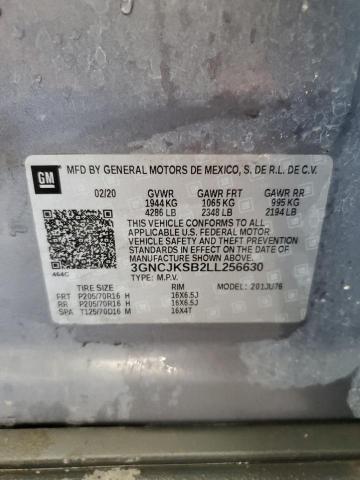 GM
MFD BY GENERAL MOTORS DE MEXICO, S. DE R.L. DE C.V.
02/20 GVWR GAWR FRT GAWR RR
1944 KG 1065 KG 995 KG
4286 LB 2348 LB 2194 LB
THIS VEHICLE CONFORMS TO ALL APPLICABLE
U.S. FEDERAL MOTOR
VEHICLE SAFETY AND THEFT PREVENTION
STANDARDS IN EFFECT ON THE DATE
OF MANUFACTURE SHOWN ABOVE.
464C 3GNCJKSB2LL256630
TYPE: M.P.V.
MODEL: 201JU76
TIRE SIZE RIM
FRT P205/70R16 H 16X6.5J
RR P205/70R16 H 16X6.5J
SPA T125/70D16 M 16X4T